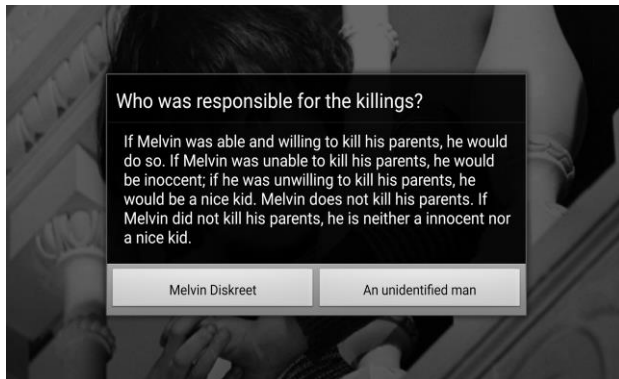 Who was responsible for the killings?
If Melvin was able and willing to kill his parents, he would
do so. If Melvin was unable to kill his parents, he would
be inoccent; if he was unwilling to kill his parents, he
would be a nice kid. Melvin does not kill his parents. If
Melvin did not kill his parents, he is neither a innocent nor
a nice kid.
Melvin Diskreet
An unidentified man